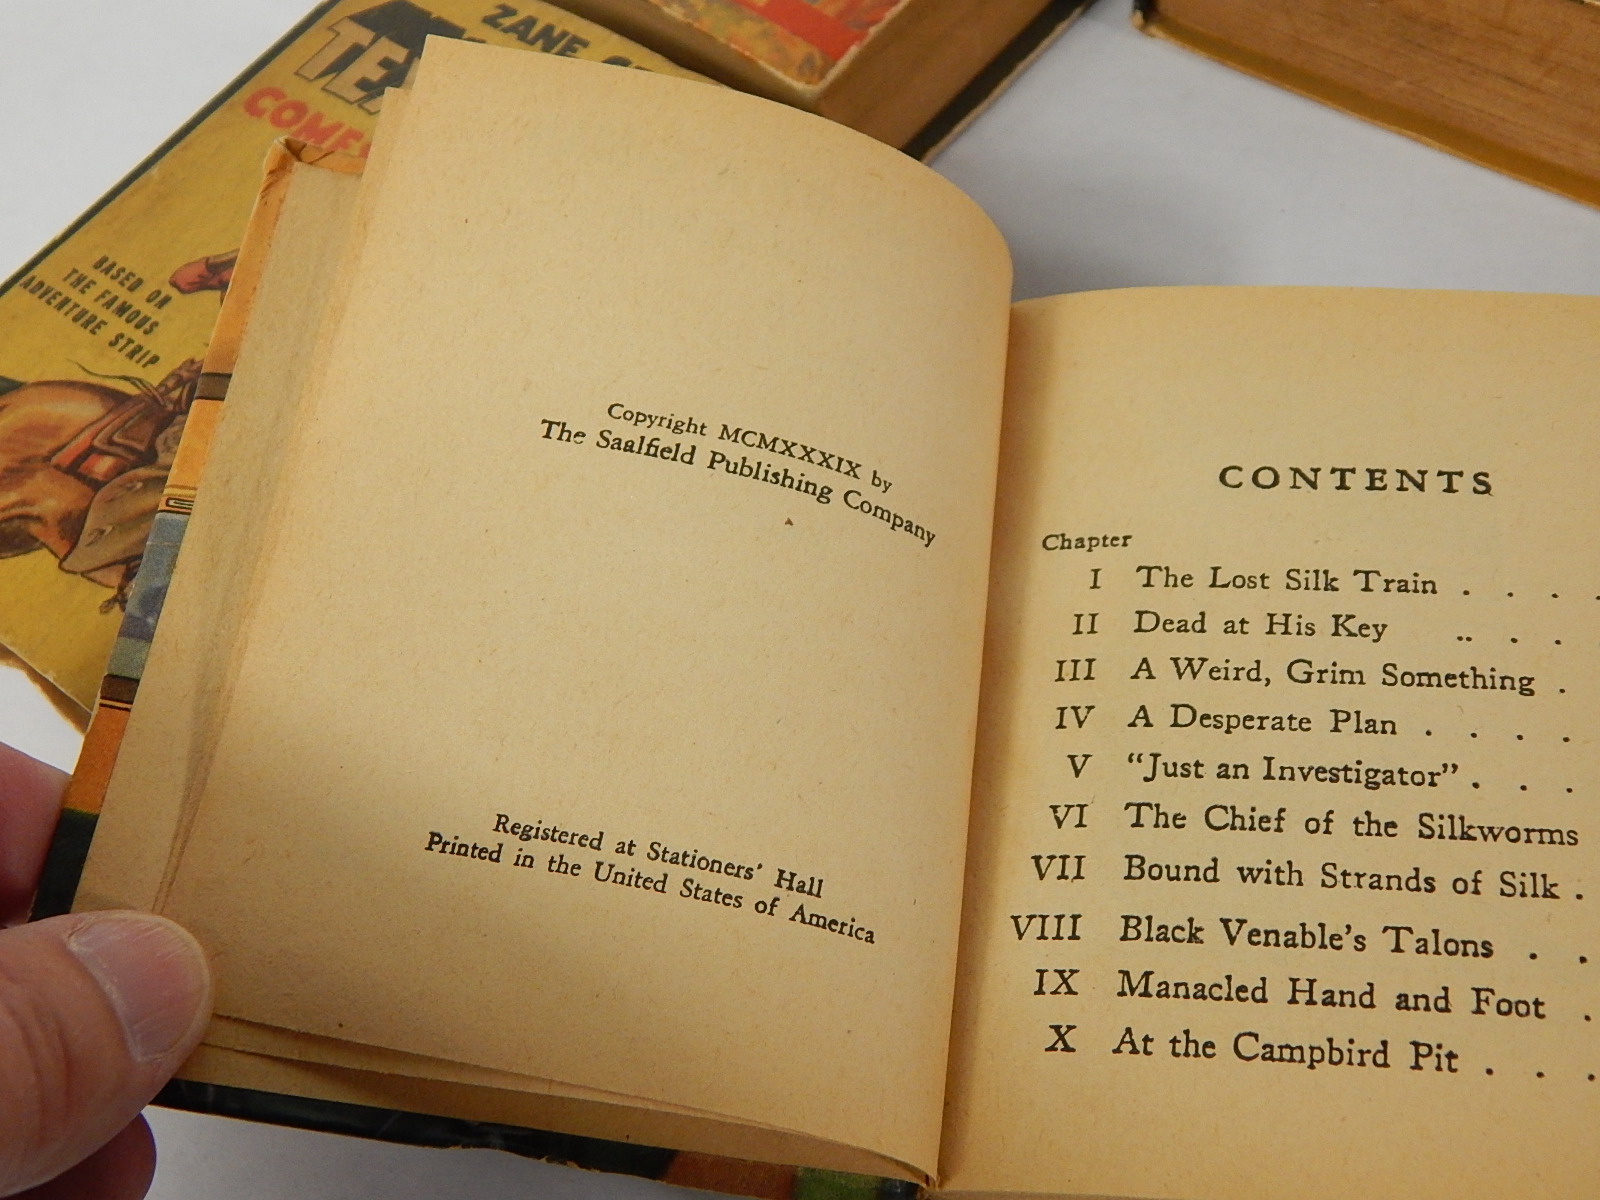 ZANE
TEX
COMES
BASED ON
THE FAMOUS
ADVENTURE STRIP
Copyright MCMXXXIX by
The Saalfield Publishing Company
Registered at Stationers' Hall
Printed in the United States of America
CONTENTS
Chapter
I The Lost Silk Train . . . .
II Dead at His Key .. . .
III A Weird, Grim Something .
IV A Desperate Plan . . . .
V “Just an Investigator” . . .
VI The Chief of the Silkworms
VII Bound with Strands of Silk .
VIII Black Venable's Talons . .
IX Manacled Hand and Foot .
X At the Campbird Pit . . .